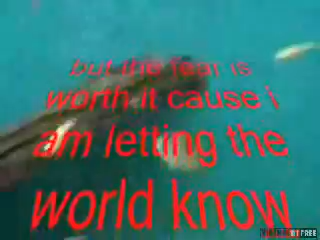 but the fear is
worth it cause i
am letting the
world know